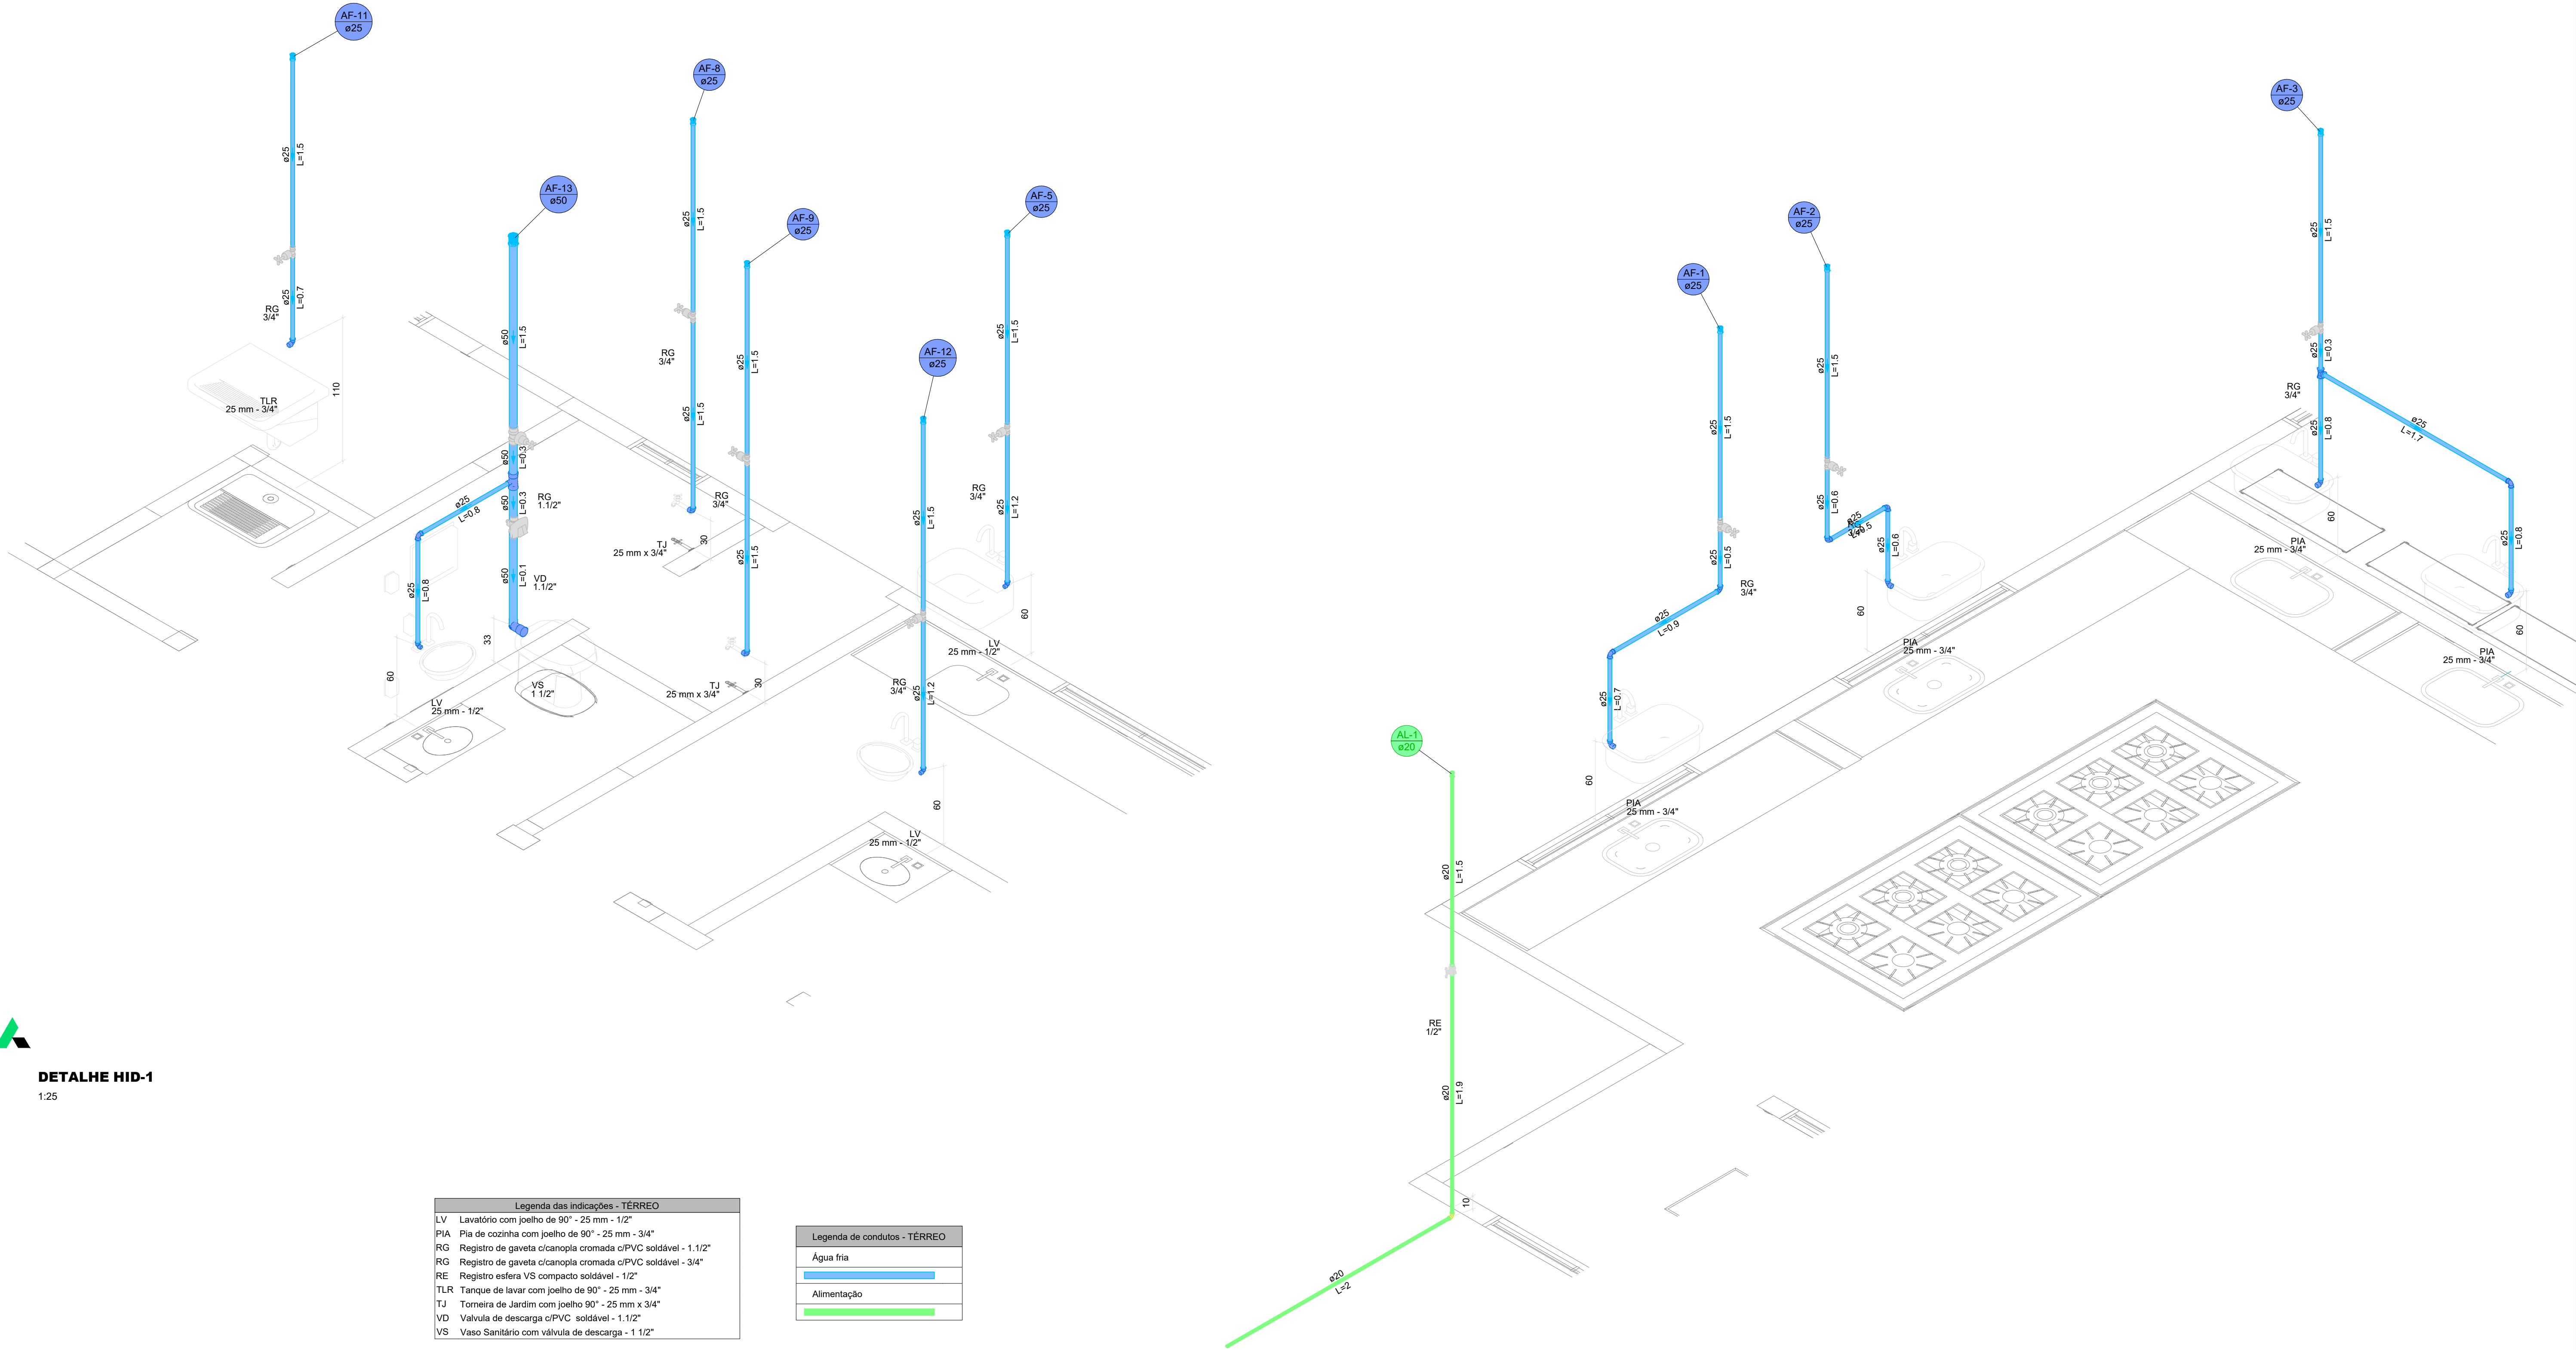 AF-11
ø25
ø25
L=1.5
ø25
L=0.7
RG
3/4"
110
TLR
25 mm - 3/4"
AF-13
ø50
ø50
L=1.5
ø50
L=0.3
ø50
L=0.3
RG
1.1/2"
ø25
L=0.8
ø25
L=0.8
ø50
L=0.1
VD
1.1/2"
33
60
VS
1 1/2"
LV
25 mm - 1/2"
AF-8
ø25
ø25
L=1.5
RG
3/4"
ø25
L=1.5
TJ
25 mm x 3/4"
30
AF-9
ø25
ø25
L=1.5
RG
3/4"
ø25
L=1.5
TJ
25 mm x 3/4"
30
AF-12
ø25
ø25
L=1.5
RG
3/4"
ø25
L=1.2
60
LV
25 mm - 1/2"
AF-5
ø25
ø25
L=1.5
RG
3/4"
ø25
L=1.2
60
LV
25 mm - 1/2"
AF-1
ø25
ø25
L=1.5
ø25
L=0.5
RG
3/4"
ø25
L=0.9
ø25
L=0.7
60
PIA
25 mm - 3/4"
AF-2
ø25
ø25
L=1.5
ø25
L=0.6
ø25
L=0.5
RG
3/4"
ø25
L=0.6
60
PIA
25 mm - 3/4"
AF-3
ø25
ø25
L=1.5
ø25
L=0.3
RG
3/4"
ø25
L=0.8
ø25
L=1.7
ø25
L=0.8
60
PIA
25 mm - 3/4"
60
PIA
25 mm - 3/4"
AL-1
ø20
ø20
L=1.5
RE
1/2"
ø20
L=1.9
10
ø20
L=2
DETALHE HID-1
1:25
Legenda das indicações - TÉRREO
LV Lavatório com joelho de 90° - 25 mm - 1/2"
PIA Pia de cozinha com joelho de 90° - 25 mm - 3/4"
RG Registro de gaveta c/canopla cromada c/PVC soldável - 1.1/2"
RG Registro de gaveta c/canopla cromada c/PVC soldável - 3/4"
RE Registro esfera VS compacto soldável - 1/2"
TLR Tanque de lavar com joelho de 90° - 25 mm - 3/4"
TJ Torneira de Jardim com joelho 90° - 25 mm x 3/4"
VD Valvula de descarga c/PVC soldável - 1.1/2"
VS Vaso Sanitário com válvula de descarga - 1 1/2"
Legenda de condutos - TÉRREO
Água fria
Alimentação